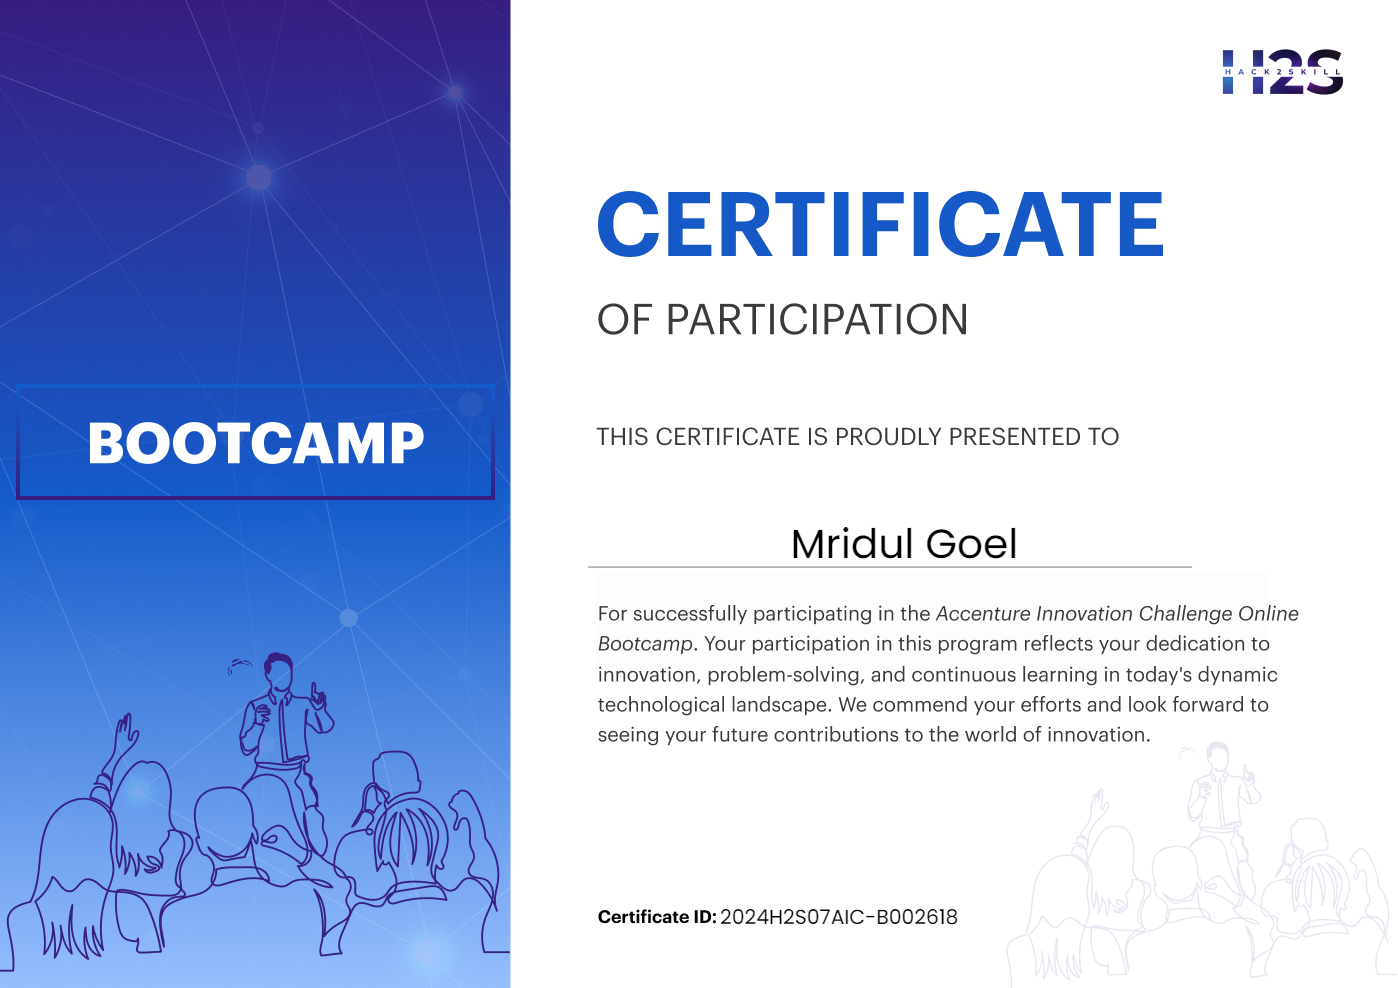 H2S
HACK2SKILL
CERTIFICATE
OF PARTICIPATION
BOOTCAMP
THIS CERTIFICATE IS PROUDLY PRESENTED TO
Mridul Goel
For successfully participating in the Accenture Innovation Challenge Online
Bootcamp. Your participation in this program reflects your dedication to
innovation, problem-solving, and continuous learning in today's dynamic
technological landscape. We commend your efforts and look forward to
seeing your future contributions to the world of innovation.
Certificate ID: 2024H2S07AIC-B002618